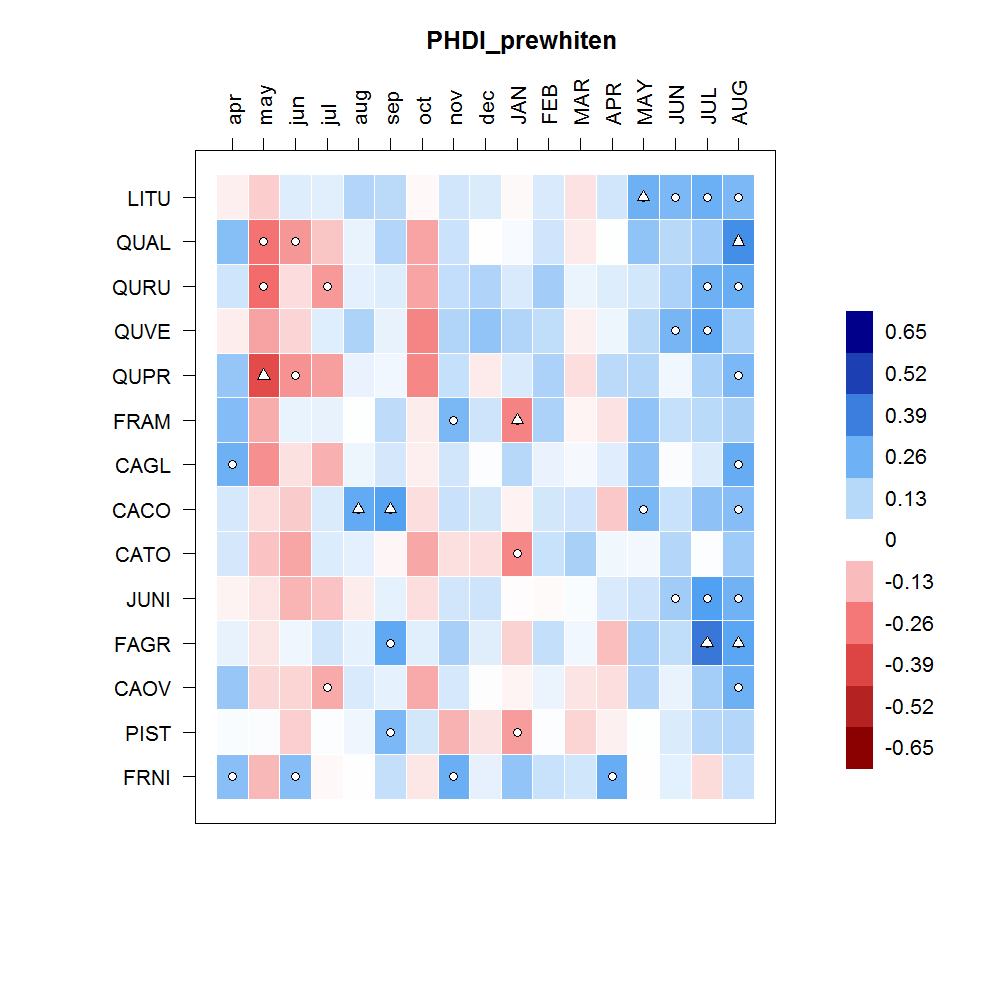 PHDI_prewhiten
apr may jun jul aug sep oct nov dec JAN FEB MAR APR MAY JUN JUL AUG
LITU
QUAL
QURU
QUVE
QUPR
FRAM
CAGL
CACO
CATO
JUNI
FAGR
CAOV
PIST
FRNI
0.65
0.52
0.39
0.26
0.13
0
-0.13
-0.26
-0.39
-0.52
-0.65